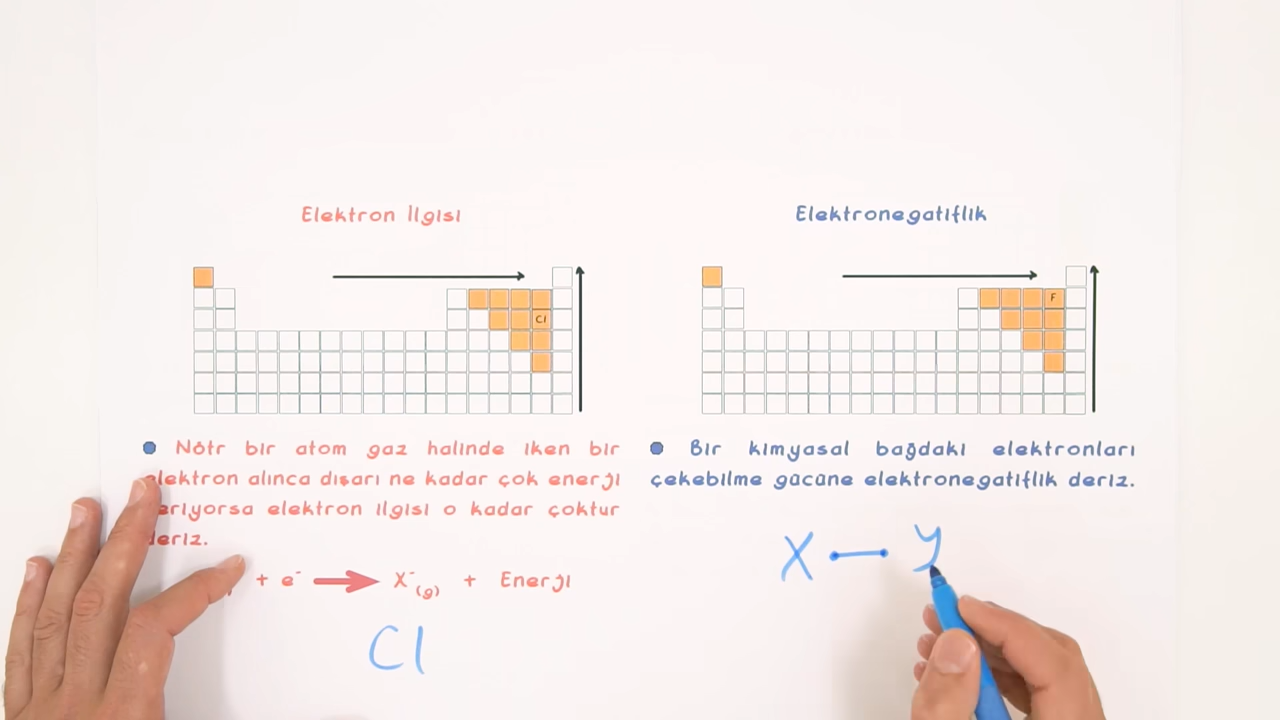 Elektron İlgisi
Cl
Nötr bir atom gaz halinde iken bir
elektron alınca dışarı ne kadar çok enerji
eriyorsa elektron ilgisi o kadar çoktur
deriz.
+ e⁻ → X⁻(g) + Enerji
Cl
Elektronegatiflik
F
Bir kimyasal bağdaki elektronları
çekebilme gücüne elektronegatiflik deriz.
X — Y